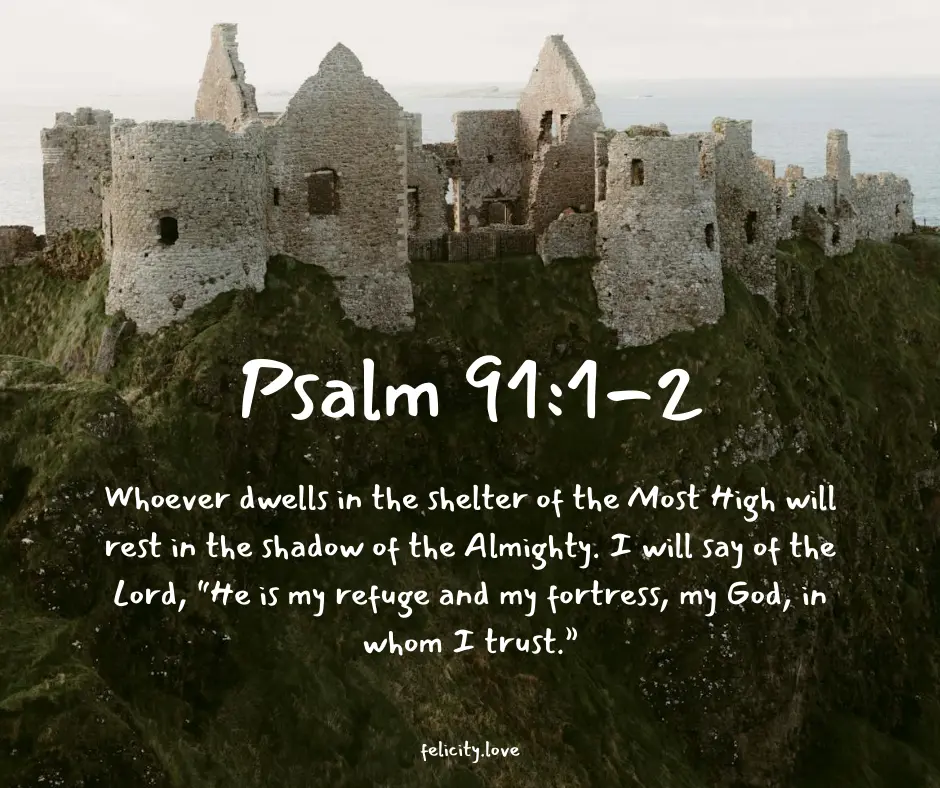 Psalm 91:1-2
Whoever dwells in the shelter of the Most High will
rest in the shadow of the Almighty. I will say of the
Lord, "He is my refuge and my fortress, my God, in
whom I trust."
felicity.love